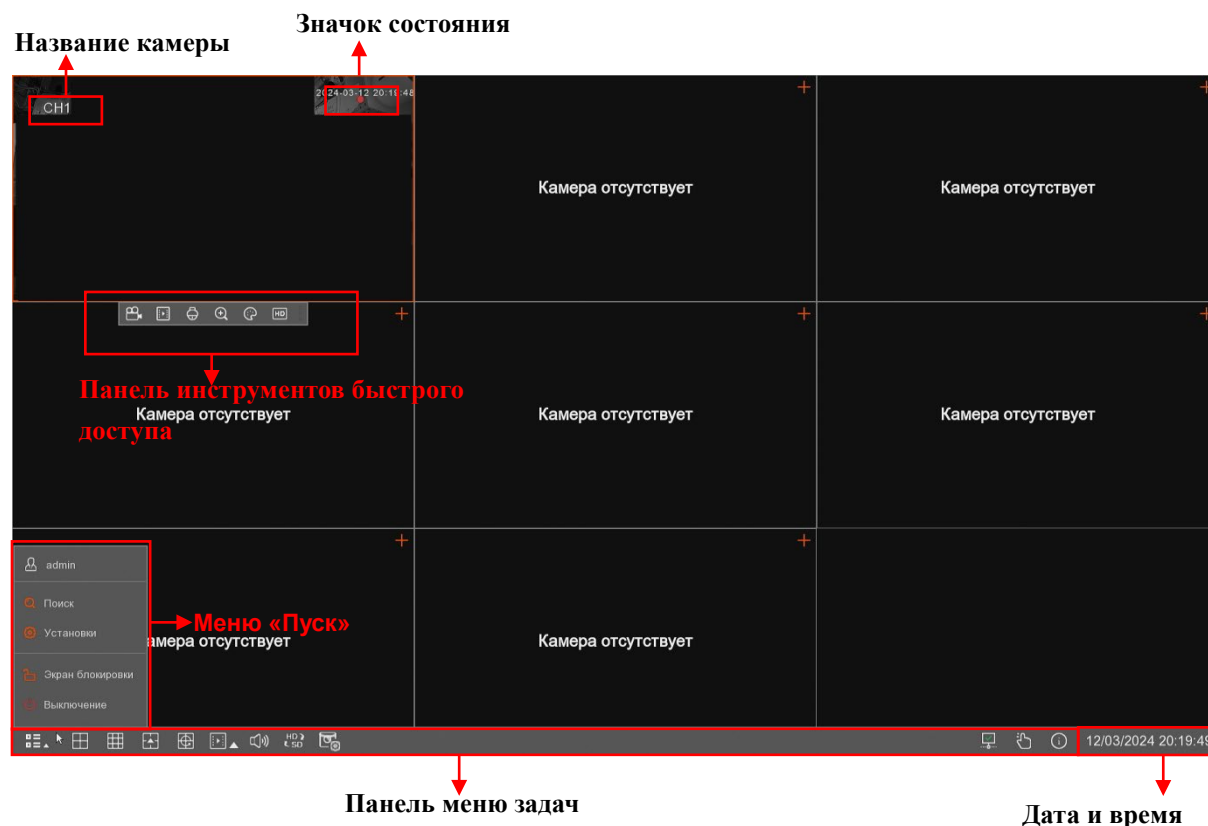 Значок состояния
Название камеры
2024-03-12 20:19:48
CH1
Камера отсутствует
Камера отсутствует
HD
Панель инструментов быстрого
доступа
Камера отсутствует
Камера отсутствует
Камера отсутствует
admin
Поиск
Установки
Меню «Пуск»
амера отсутствует
Камера отсутствует
Экран блокировки
Выключение
HD
SD
12/03/2024 20:19:49
Панель меню задач
Дата и время